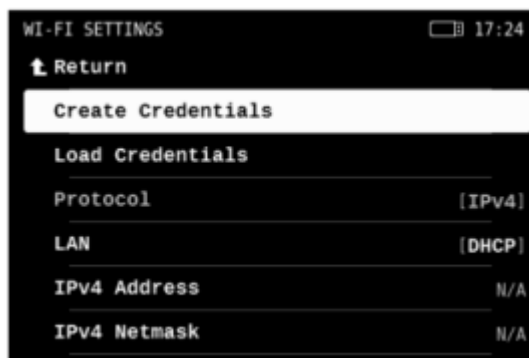 WI-FI SETTINGS 17:24
Return
Create Credentials
Load Credentials
Protocol [IPv4]
LAN [DHCP]
IPv4 Address N/A
IPv4 Netmask N/A